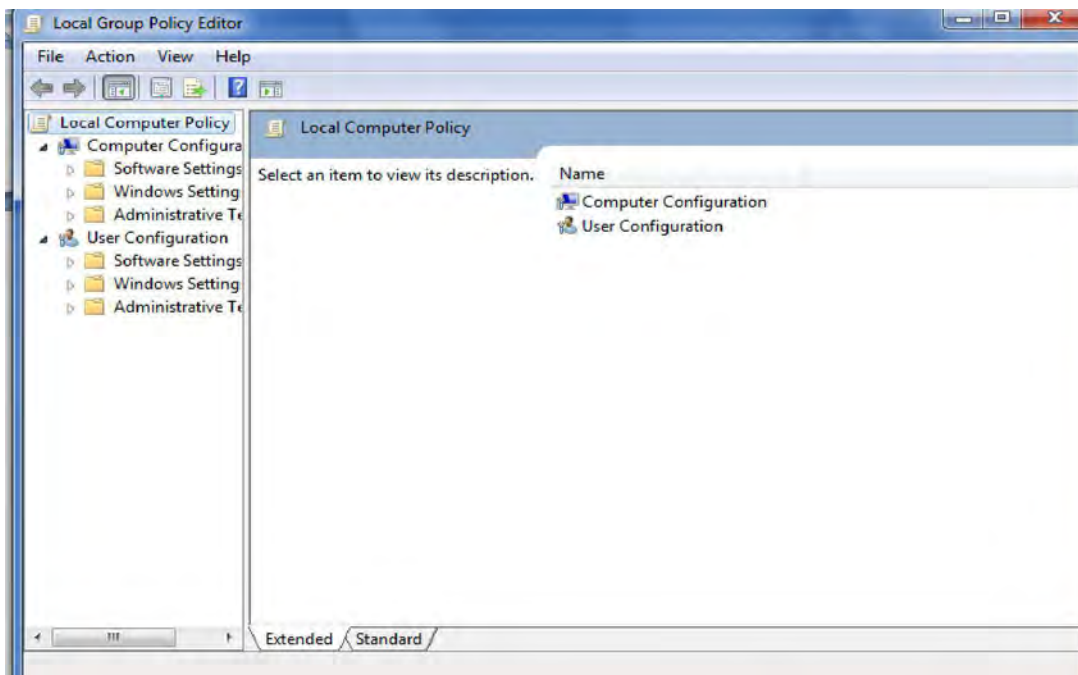 Local Group Policy Editor
File Action View Help
Local Computer Policy
Computer Configura
Software Settings
Windows Setting
Administrative Te
User Configuration
Software Settings
Windows Setting
Administrative Te
Local Computer Policy
Select an item to view its description.
Name
Computer Configuration
User Configuration
Extended Standard